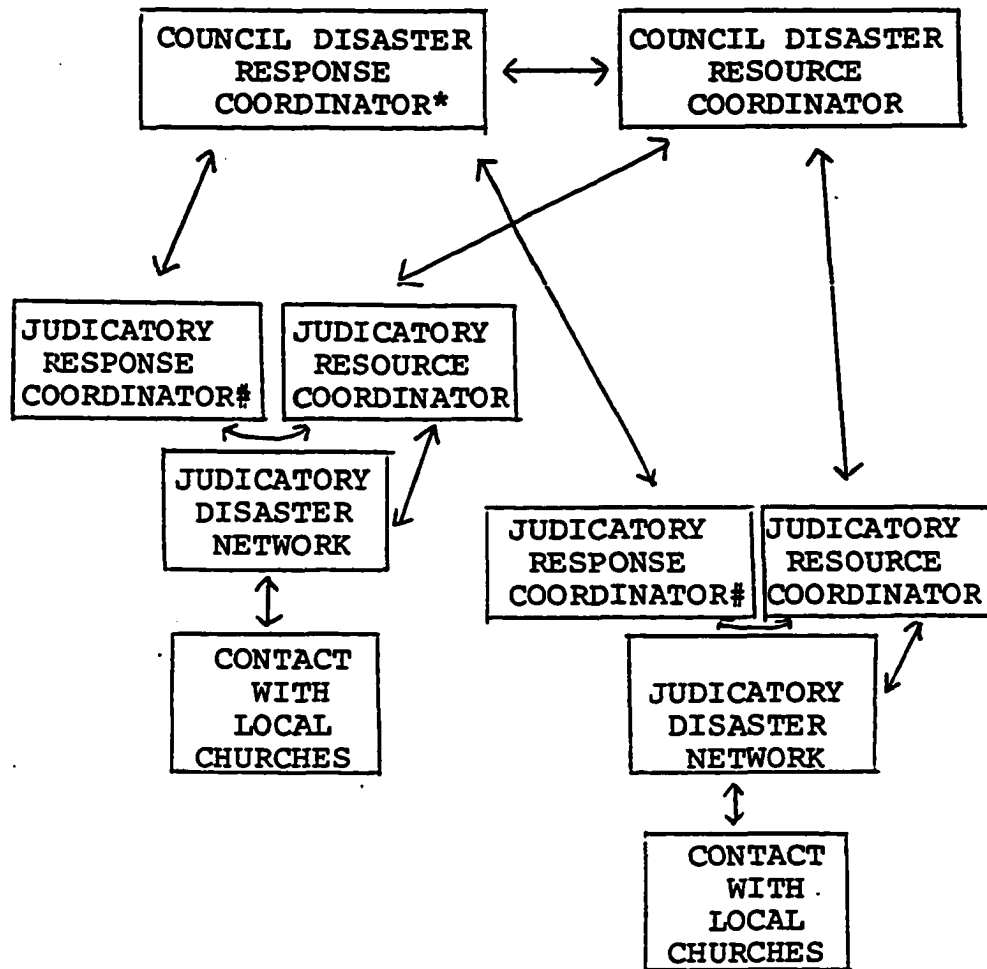 COUNCIL DISASTER
RESPONSE
COORDINATOR*
COUNCIL DISASTER
RESOURCE
COORDINATOR
JUDICATORY
RESPONSE
COORDINATOR#
JUDICATORY
RESOURCE
COORDINATOR
JUDICATORY
DISASTER
NETWORK
CONTACT
WITH
LOCAL
CHURCHES
JUDICATORY
RESPONSE
COORDINATOR#
JUDICATORY
RESOURCE
COORDINATOR
JUDICATORY
DISASTER
NETWORK
CONTACT
WITH
LOCAL
CHURCHES